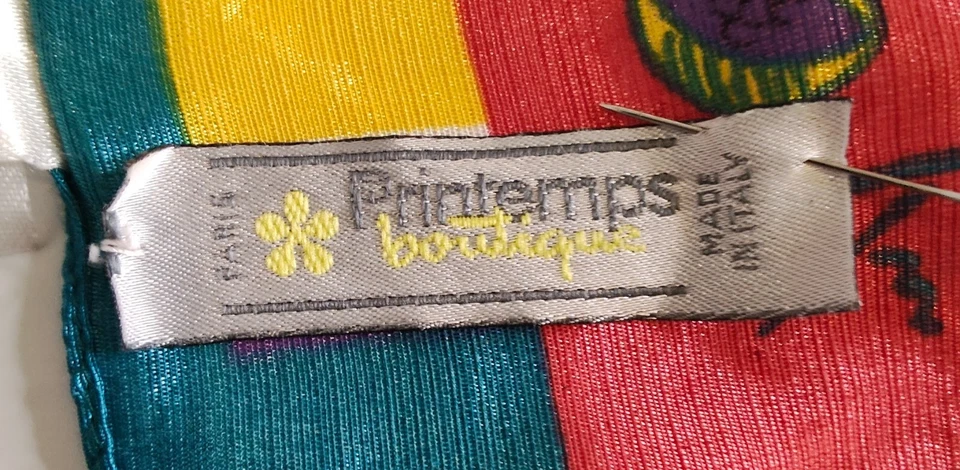 PARIS
Printemps
boutique
MADE
IN ITALY